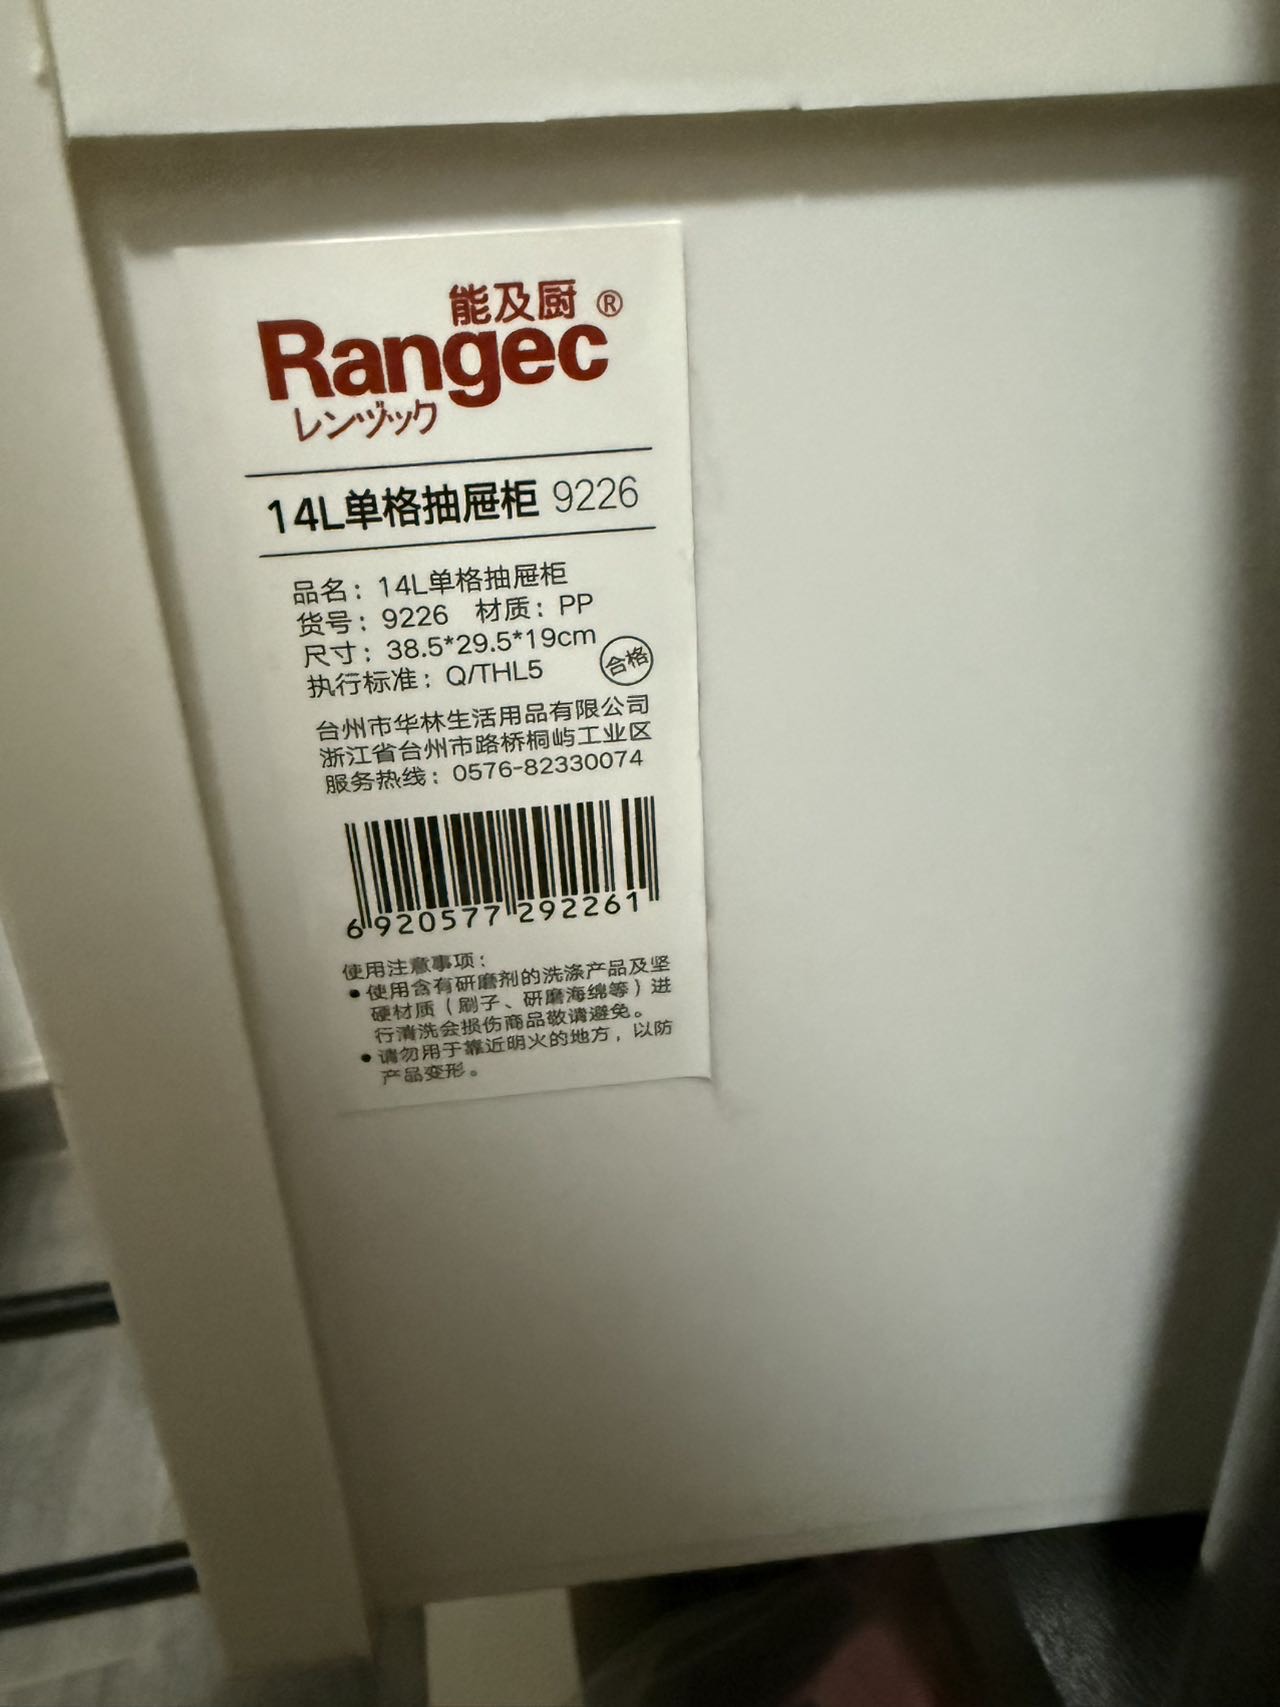 能及厨®
Rangec
レンヅック
14L单格抽屉柜 9226
品名：14L单格抽屉柜
货号：9226 材质：PP
尺寸：38.5*29.5*19cm
执行标准：Q/THL5
合格
台州市华林生活用品有限公司
浙江省台州市路桥桐屿工业区
服务热线：0576-82330074
6 920577 292261
使用注意事项：
●使用含有研磨剂的洗涤产品及坚
硬材质（刷子、研磨海绵等）进
行清洗会损伤商品敬请避免。
●请勿用于靠近明火的地方，以防
产品变形。